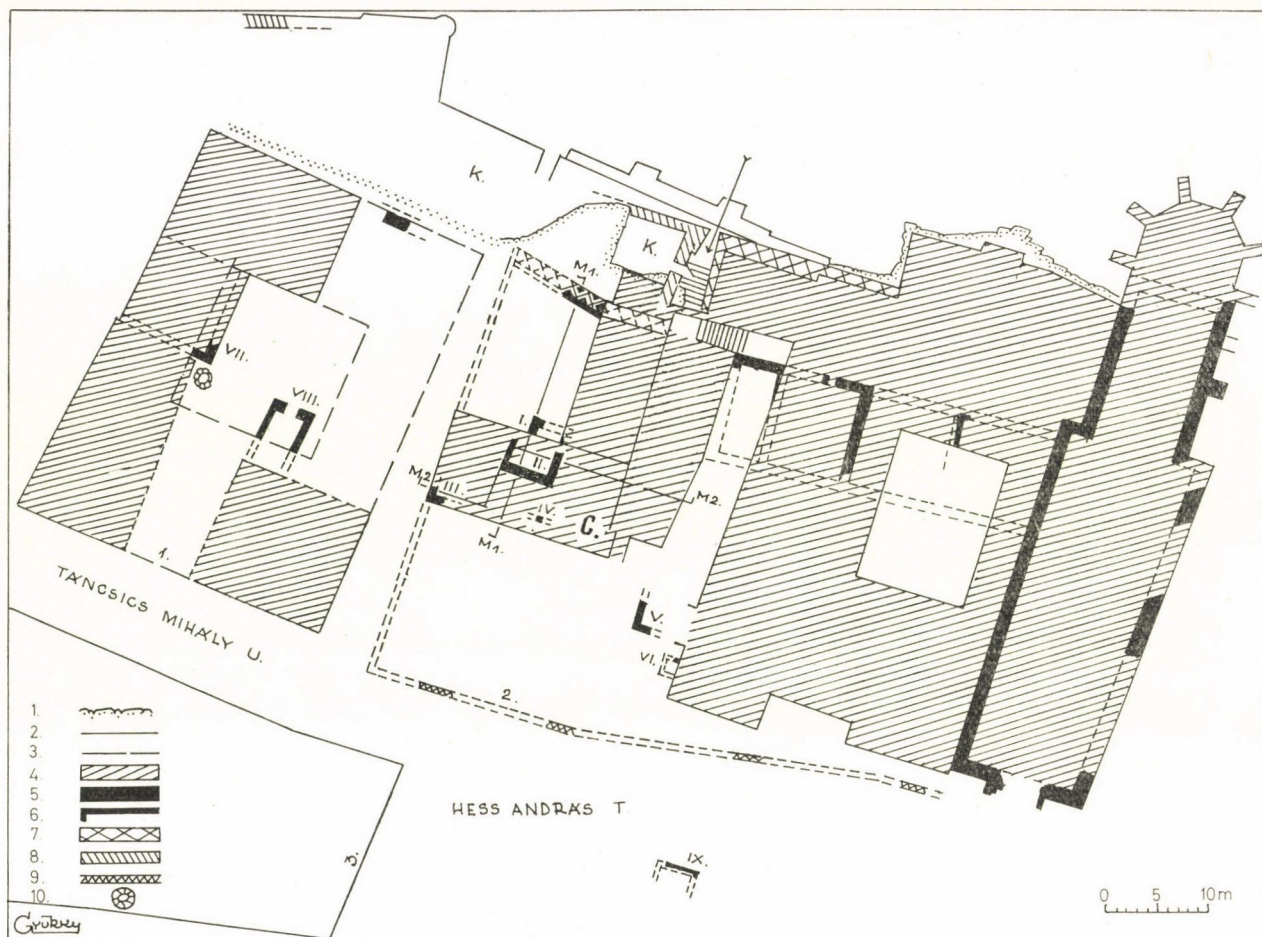 K.
K.
M1.
VII.
VIII.
I.
II.
M2
III.
IV.
C.
M2.
M1.
1.
TÁNCSICS MIHÁLY U.
V.
VI.
2.
HESS ANDRÁS T.
3.
IX.
1.
2.
3.
4.
5.
6.
7.
8.
9.
10.
0 5 10m
Gyürky